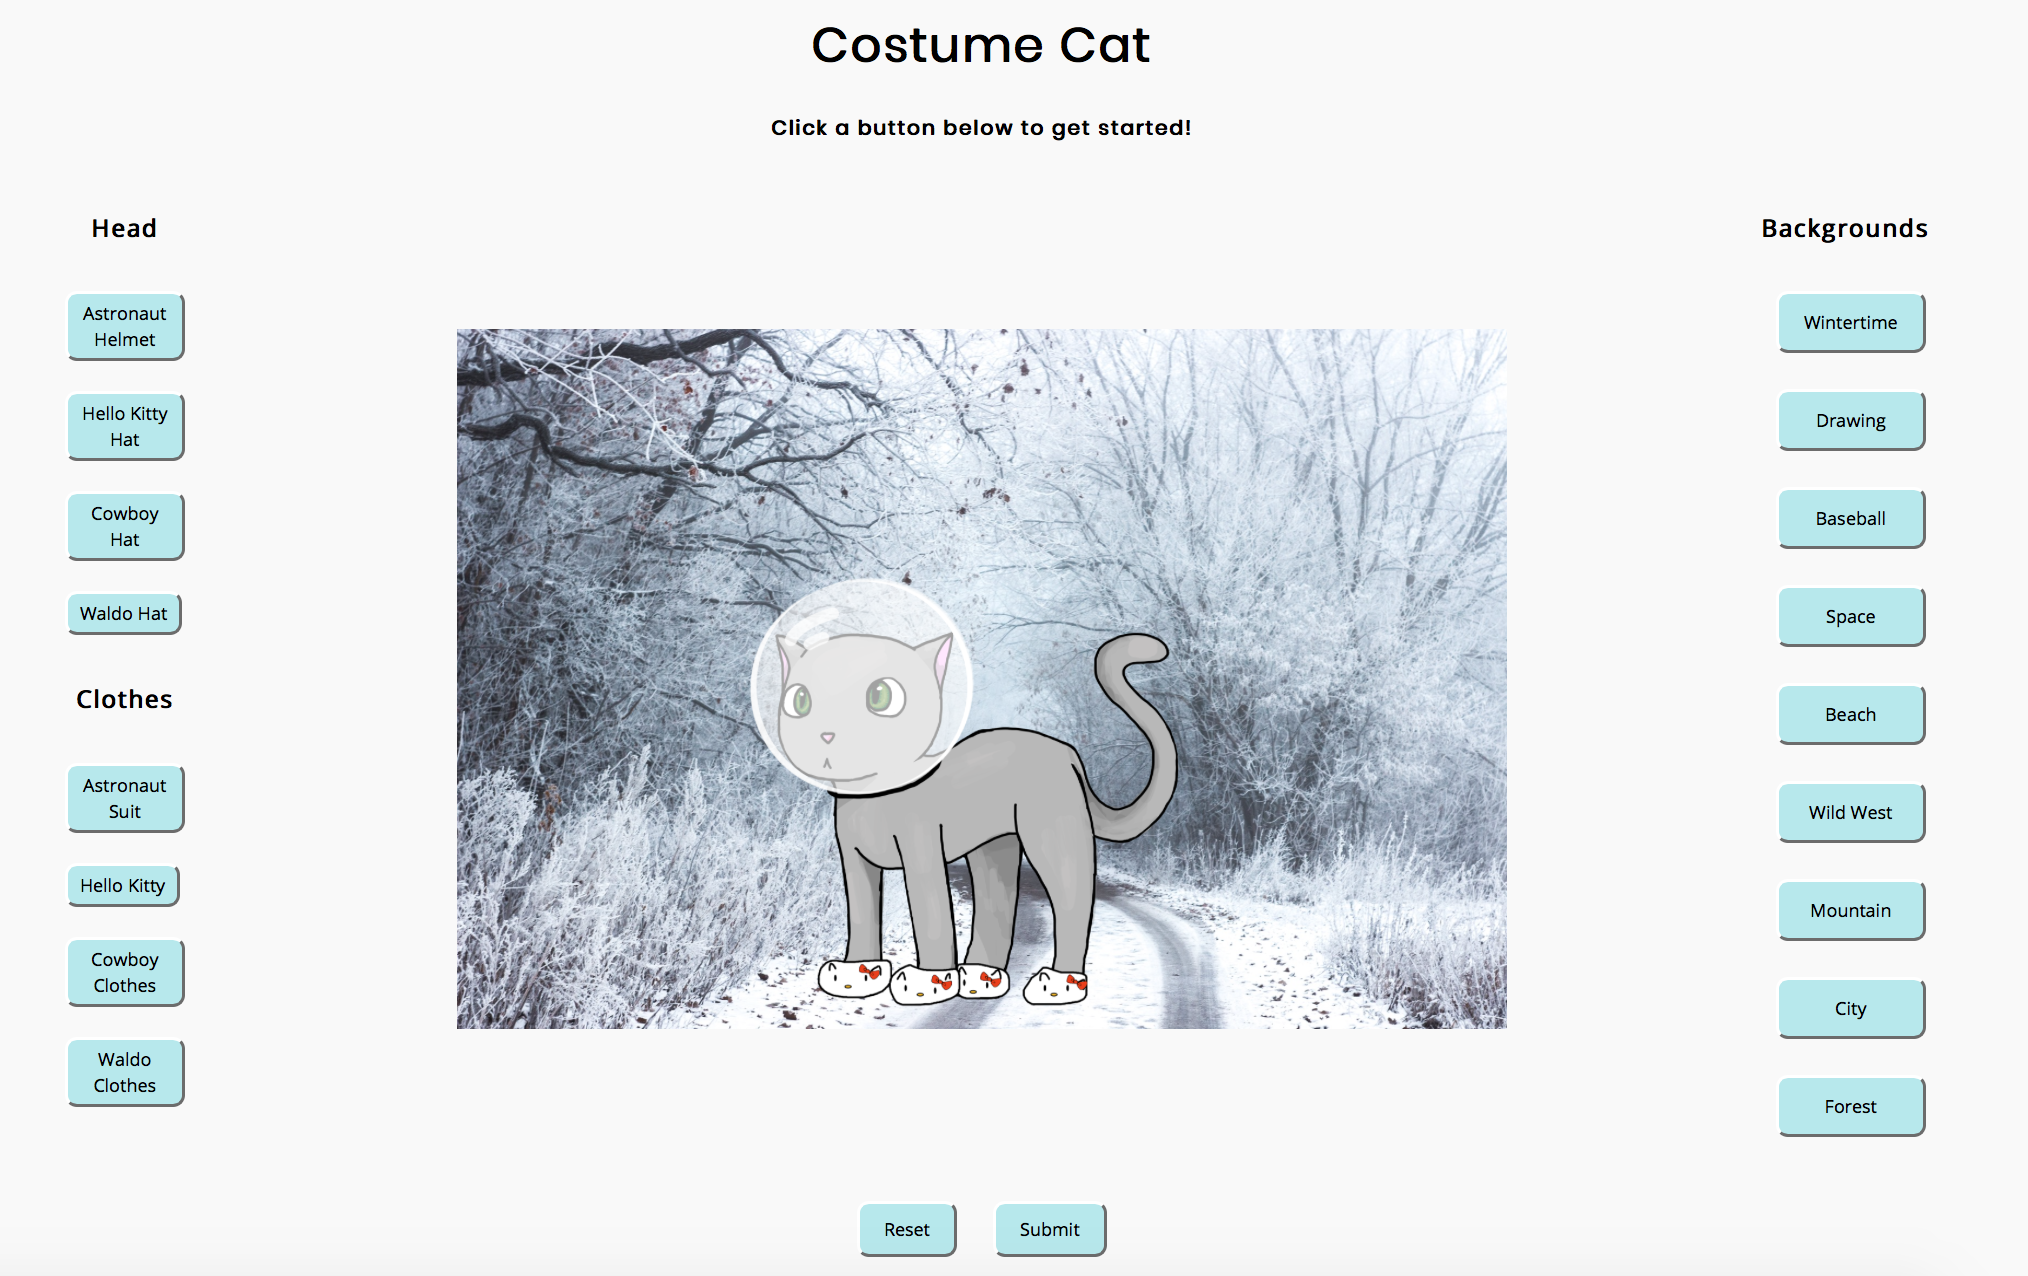 Costume Cat
Click a button below to get started!
Head
Astronaut
Helmet
Hello Kitty
Hat
Cowboy
Hat
Waldo Hat
Clothes
Astronaut
Suit
Hello Kitty
Cowboy
Clothes
Waldo
Clothes
Backgrounds
Wintertime
Drawing
Baseball
Space
Beach
Wild West
Mountain
City
Forest
Reset
Submit